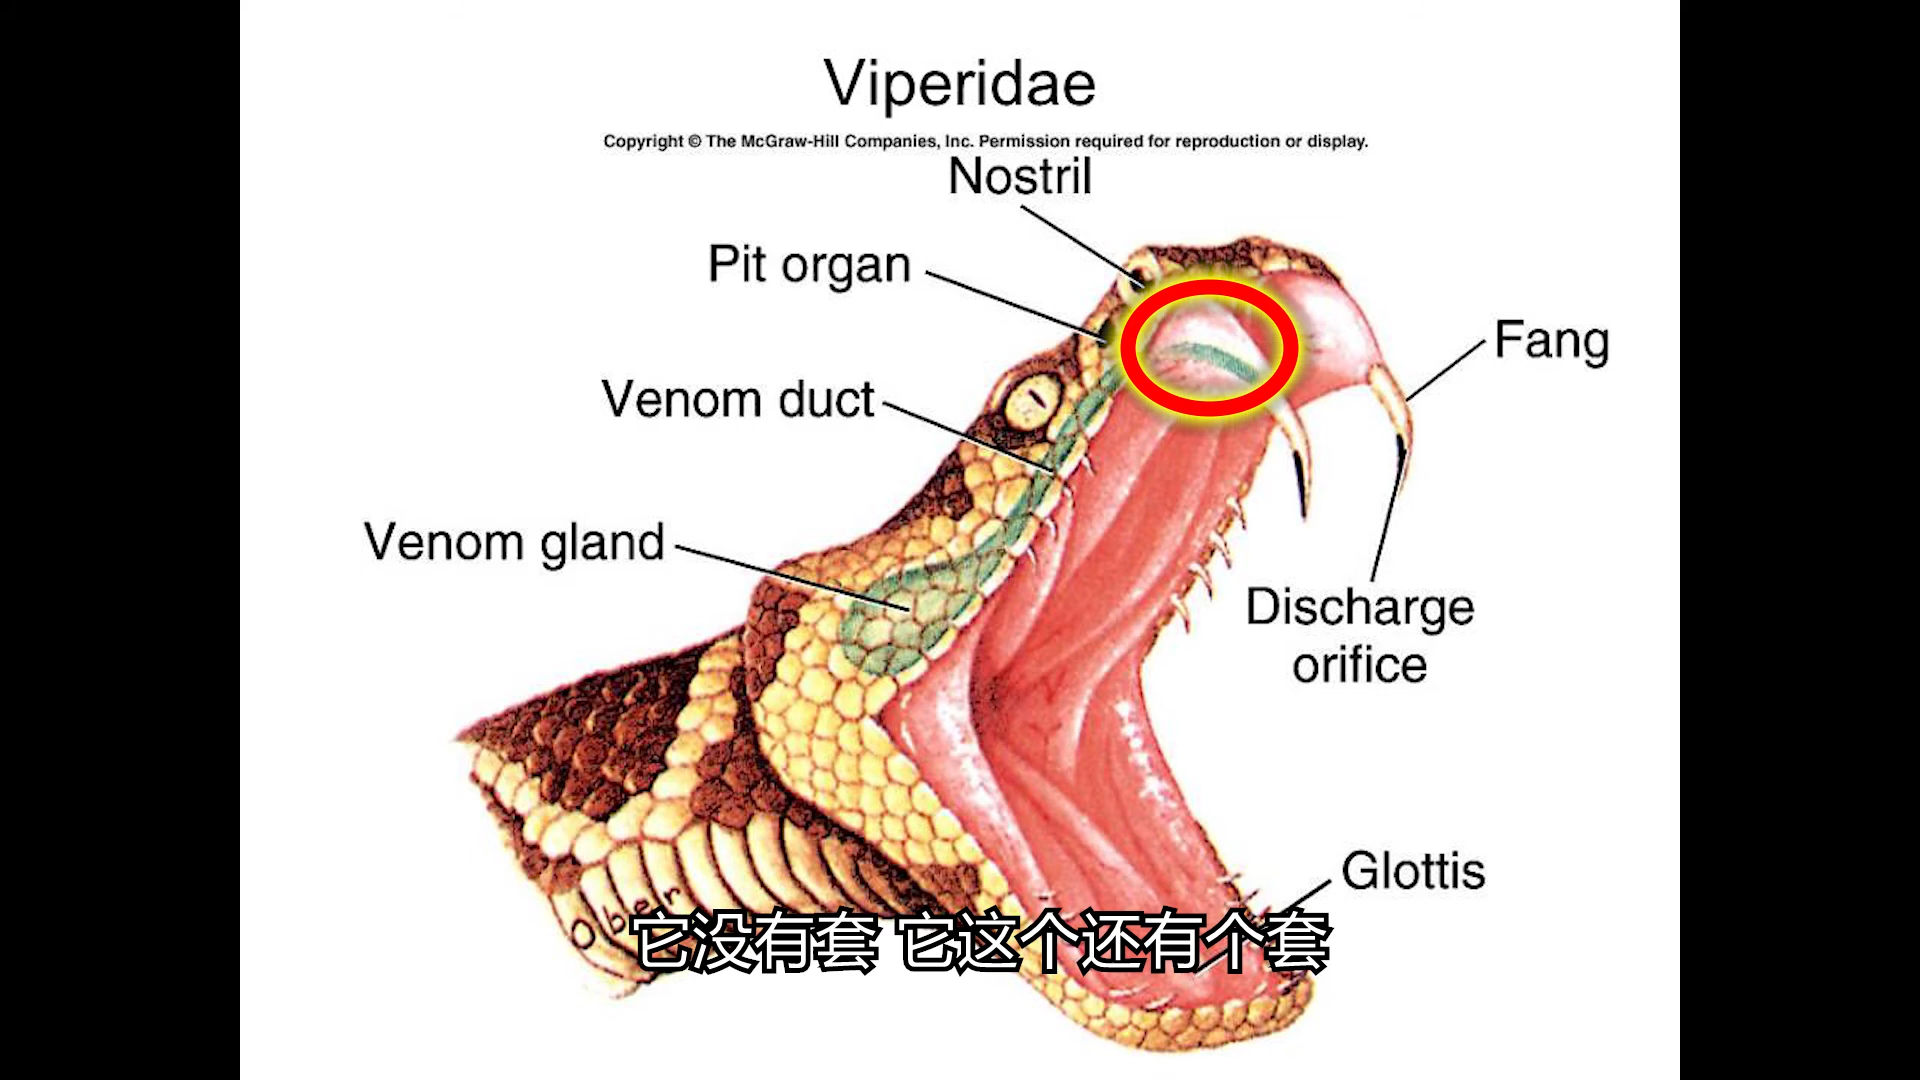 Viperidae
Copyright © The McGraw-Hill Companies, Inc. Permission required for reproduction or display.
Nostril
Pit organ
Fang
Venom duct
Venom gland
Discharge
orifice
Glottis
Ober
它没有套 它这个还有个套